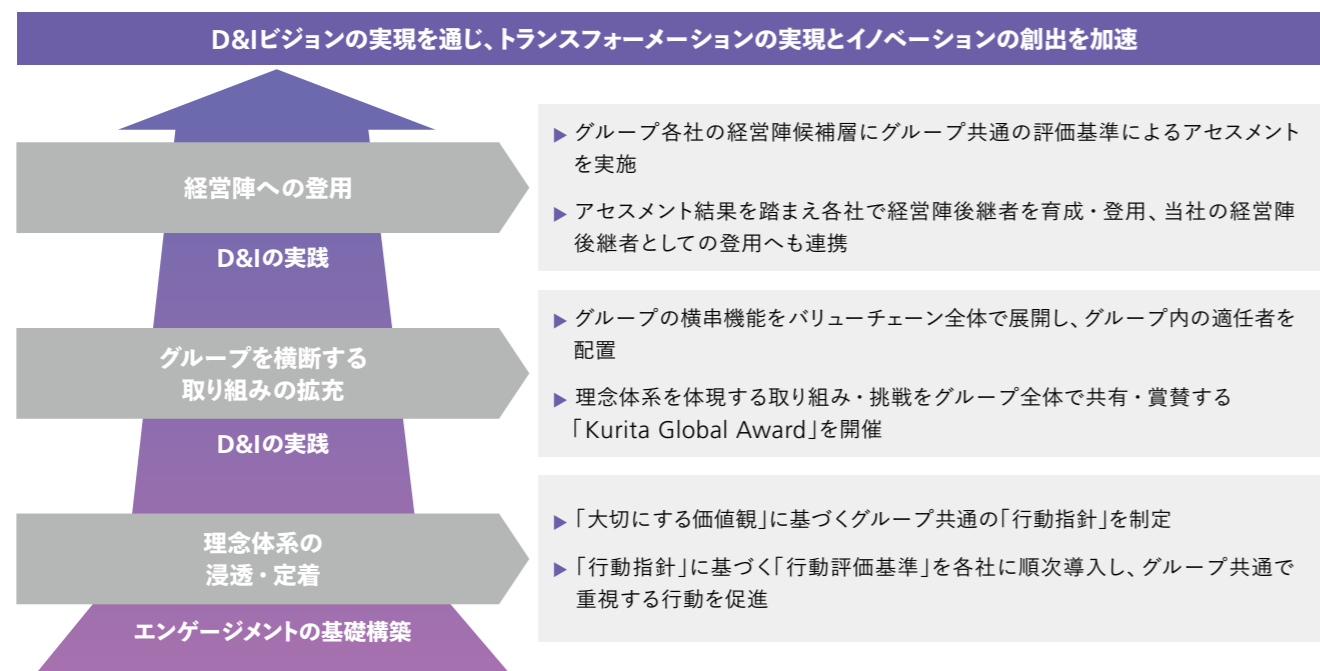 D&Iビジョンの実現を通じ、トランスフォーメーションの実現とイノベーションの創出を加速
経営陣への登用
▶ グループ各社の経営陣候補層にグループ共通の評価基準によるアセスメント
を実施
▶ アセスメント結果を踏まえ各社で経営陣後継者を育成・登用、当社の経営陣
後継者としての登用へも連携
D&Iの実践
グループを横断する
取り組みの拡充
▶ グループの横串機能をバリューチェーン全体で展開し、グループ内の適任者を
配置
▶ 理念体系を体現する取り組み・挑戦をグループ全体で共有・賞賛する
「Kurita Global Award」を開催
D&Iの実践
理念体系の
浸透・定着
▶ 「大切にする価値観」に基づくグループ共通の「行動指針」を制定
▶ 「行動指針」に基づく「行動評価基準」を各社に順次導入し、グループ共通で
重視する行動を促進
エンゲージメントの基礎構築